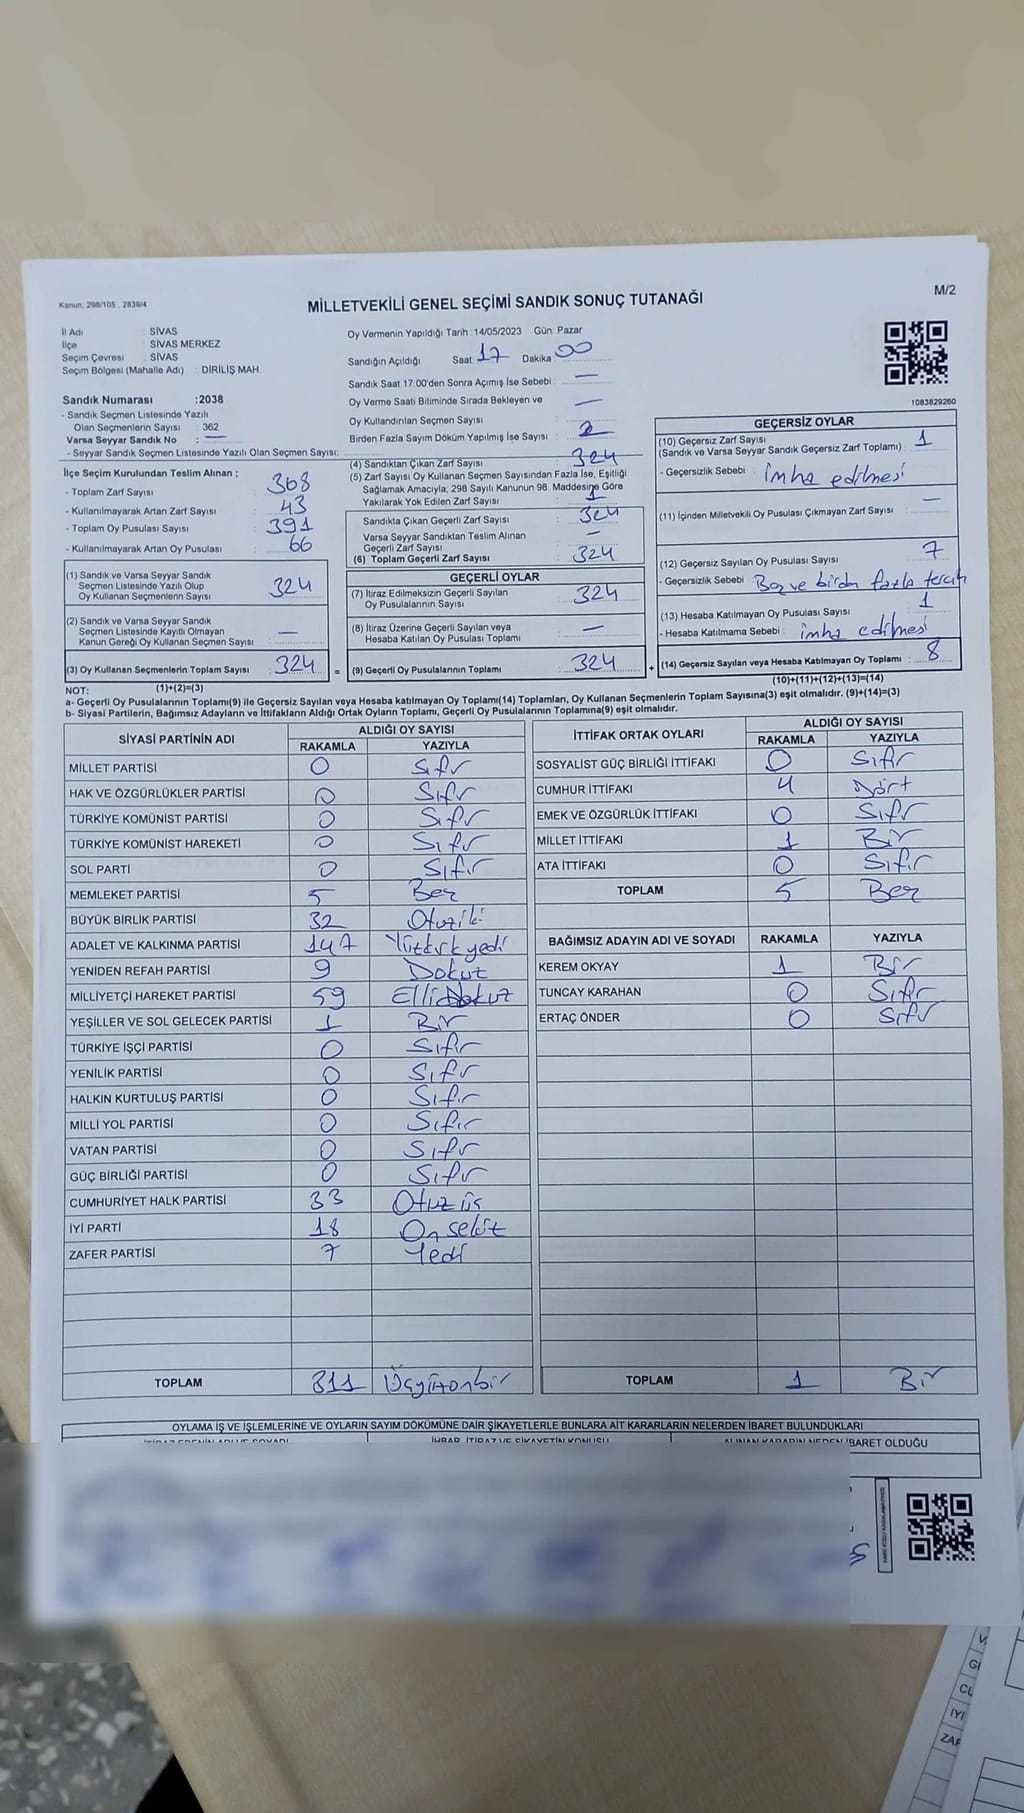 Kanun: 298/105 , 2839/4
MİLLETVEKİLİ GENEL SEÇİMİ SANDIK SONUÇ TUTANAĞI
M/2
İl Adı : SİVAS
İlçe : SİVAS MERKEZ
Seçim Çevresi : SİVAS
Seçim Bölgesi (Mahalle Adı) : DİRİLİŞ MAH.
Sandık Numarası :2038
- Sandık Seçmen Listesinde Yazılı
Olan Seçmenlerin Sayısı : 362
Varsa Seyyar Sandık No : —
- Seyyar Sandık Seçmen Listesinde Yazılı Olan Seçmen Sayısı:
Oy Vermenin Yapıldığı Tarih :14/05/2023 Gün: Pazar
Sandığın Açıldığı Saat 17 Dakika 00
Sandık Saat 17.00'den Sonra Açımış İse Sebebi : —
Oy Verme Saati Bitiminde Sırada Bekleyen ve —
Oy Kullandırılan Seçmen Sayısı
Birden Fazla Sayım Döküm Yapılmış İse Sayısı : 2
1083829260
İlçe Seçim Kurulundan Teslim Alınan ;
- Toplam Zarf Sayısı : 368
- Kullanılmayarak Artan Zarf Sayısı : 43
- Toplam Oy Pusulası Sayısı : 391
- Kullanılmayarak Artan Oy Pusulası : 66
(1) Sandık ve Varsa Seyyar Sandık
Seçmen Listesinde Yazılı Olup
Oy Kullanan Seçmenlerin Sayısı : 324
(2) Sandık ve Varsa Seyyar Sandık
Seçmen Listesinde Kayıtlı Olmayan
Kanun Gereği Oy Kullanan Seçmen Sayısı : —
(3) Oy Kullanan Seçmenlerin Toplam Sayısı : 324 =
(4) Sandıktan Çıkan Zarf Sayısı : 324
(5) Zarf Sayısı Oy Kullanan Seçmen Sayısından Fazla İse, Eşitliği
Sağlamak Amacıyla; 298 Sayılı Kanunun 98. Maddesine Göre
Yakılarak Yok Edilen Zarf Sayısı : 1
Sandıkta Çıkan Geçerli Zarf Sayısı : 324
Varsa Seyyar Sandıktan Teslim Alınan
Geçerli Zarf Sayısı : —
(6) Toplam Geçerli Zarf Sayısı : 324
GEÇERLİ OYLAR
(7) İtiraz Edilmeksizin Geçerli Sayılan
Oy Pusulalarının Sayısı : 324
(8) İtiraz Üzerine Geçerli Sayılan veya
Hesaba Katılan Oy Pusulası Toplamı : —
(9) Geçerli Oy Pusulalarının Toplamı : 324 +
GEÇERSİZ OYLAR
(10) Geçersiz Zarf Sayısı
(Sandık ve Varsa Seyyar Sandık Geçersiz Zarf Toplamı) : 1
- Geçersizlik Sebebi : imha edilmesi
(11) İçinden Milletvekili Oy Pusulası Çıkmayan Zarf Sayısı : —
(12) Geçersiz Sayılan Oy Pusulası Sayısı : 7
- Geçersizlik Sebebi : Boş ve birden fazla tercih
(13) Hesaba Katılmayan Oy Pusulası Sayısı : 1
- Hesaba Katılmama Sebebi : imha edilmesi
(14) Geçersiz Sayılan veya Hesaba Katılmayan Oy Toplamı : 8
NOT: (1)+(2)=(3) (10)+(11)+(12)+(13)=(14)
a- Geçerli Oy Pusulalarının Toplamı(9) ile Geçersiz Sayılan veya Hesaba katılmayan Oy Toplamı(14) Toplamları, Oy Kullanan Seçmenlerin Toplam Sayısına(3) eşit olmalıdır. (9)+(14)=(3)
b- Siyasi Partilerin, Bağımsız Adayların ve İttifakların Aldığı Ortak Oyların Toplamı, Geçerli Oy Pusulalarının Toplamına(9) eşit olmalıdır.
SİYASİ PARTİNİN ADI ALDIĞI OY SAYISI
RAKAMLA YAZIYLA
MİLLET PARTİSİ 0 Sıfır
HAK VE ÖZGÜRLÜKLER PARTİSİ 0 Sıfır
TÜRKİYE KOMÜNİST PARTİSİ 0 Sıfır
TÜRKİYE KOMÜNİST HAREKETİ 0 Sıfır
SOL PARTİ 0 Sıfır
MEMLEKET PARTİSİ 5 Beş
BÜYÜK BİRLİK PARTİSİ 32 Otuziki
ADALET VE KALKINMA PARTİSİ 147 Yüzkırkyedi
YENİDEN REFAH PARTİSİ 9 Dokuz
MİLLİYETÇİ HAREKET PARTİSİ 59 ElliDokuz
YEŞİLLER VE SOL GELECEK PARTİSİ 1 Bir
TÜRKİYE İŞÇİ PARTİSİ 0 Sıfır
YENİLİK PARTİSİ 0 Sıfır
HALKIN KURTULUŞ PARTİSİ 0 Sıfır
MİLLİ YOL PARTİSİ 0 Sıfır
VATAN PARTİSİ 0 Sıfır
GÜÇ BİRLİĞİ PARTİSİ 0 Sıfır
CUMHURİYET HALK PARTİSİ 33 Otuz üç
İYİ PARTİ 18 On sekiz
ZAFER PARTİSİ 7 Yedi
TOPLAM 311 Üçyüzonbir
İTTİFAK ORTAK OYLARI ALDIĞI OY SAYISI
RAKAMLA YAZIYLA
SOSYALİST GÜÇ BİRLİĞİ İTTİFAKI 0 Sıfır
CUMHUR İTTİFAKI 4 Dört
EMEK VE ÖZGÜRLÜK İTTİFAKI 0 Sıfır
MİLLET İTTİFAKI 1 Bir
ATA İTTİFAKI 0 Sıfır
TOPLAM 5 Beş
BAĞIMSIZ ADAYIN ADI VE SOYADI RAKAMLA YAZIYLA
KEREM OKYAY 1 Bir
TUNCAY KARAHAN 0 Sıfır
ERTAÇ ÖNDER 0 Sıfır
TOPLAM 1 Bir
OYLAMA İŞ VE İŞLEMLERİNE VE OYLARIN SAYIM DÖKÜMÜNE DAİR ŞİKAYETLERLE BUNLARA AİT KARARLARIN NELERDEN İBARET BULUNDUKLARI
İHBAR, İTİRAZ VE ŞİKAYETİN KONUSU
ALINAN KARARIN NEDEN İBARET OLDUĞU
İYİ
ZAF